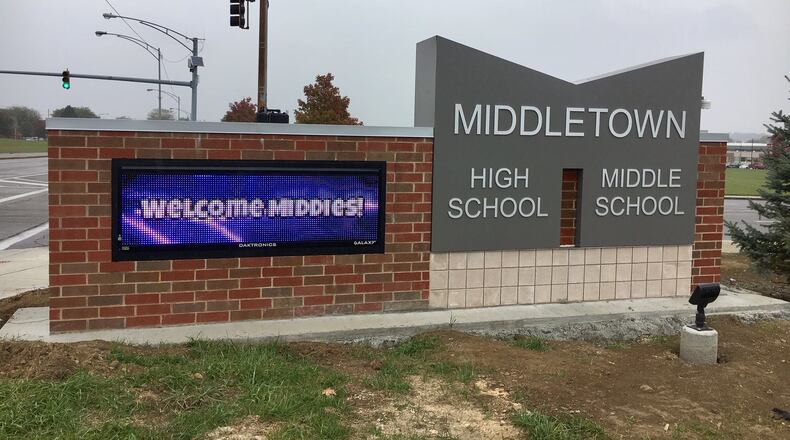 WELCOME MIDDIES!
DAKTRONICS GALAXY
MIDDLETOWN
HIGH SCHOOL
MIDDLE SCHOOL